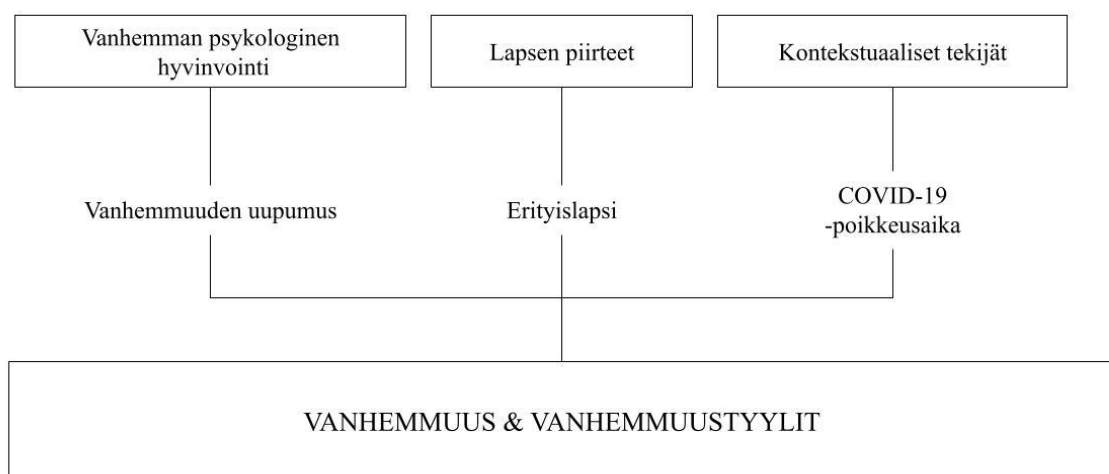 Vanhemman psykologinen
hyvinvointi
Lapsen piirteet
Kontekstuaaliset tekijät
Vanhemmuuden uupumus
Erityislapsi
COVID-19
-poikkeusaika
VANHEMMUUS & VANHEMMUUSTYYLIT